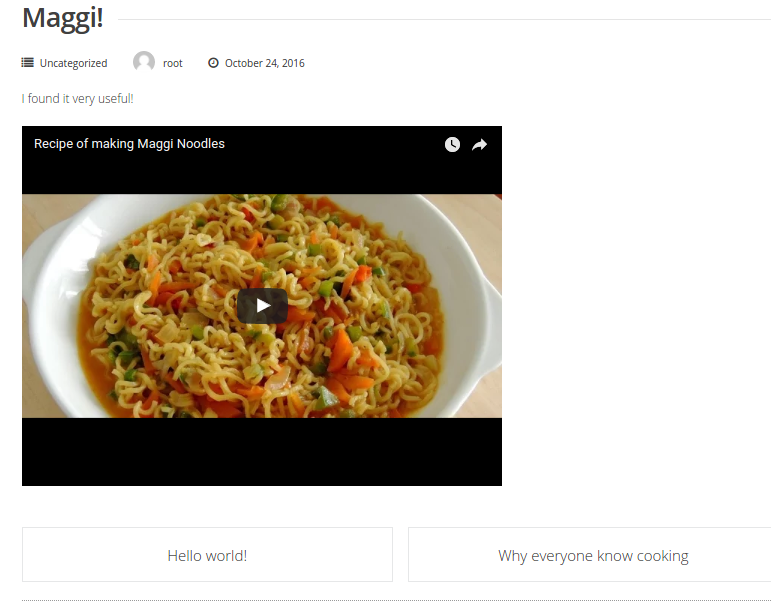 Maggi!
Uncategorized root October 24, 2016
I found it very useful!
Recipe of making Maggi Noodles
Hello world! Why everyone know cooking